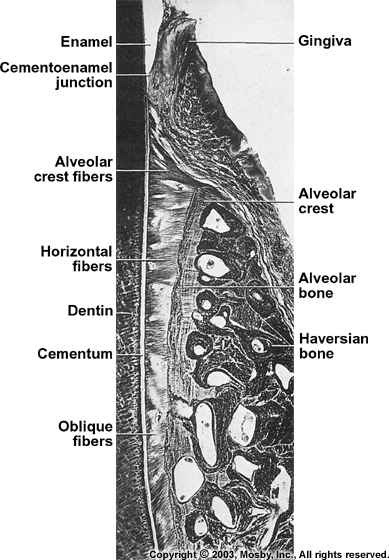 Enamel
Gingiva
Cementoenamel
junction
Alveolar
crest fibers
Alveolar
crest
Horizontal
fibers
Alveolar
bone
Dentin
Haversian
bone
Cementum
Oblique
fibers
Copyright © 2003, Mosby, Inc., All rights reserved.